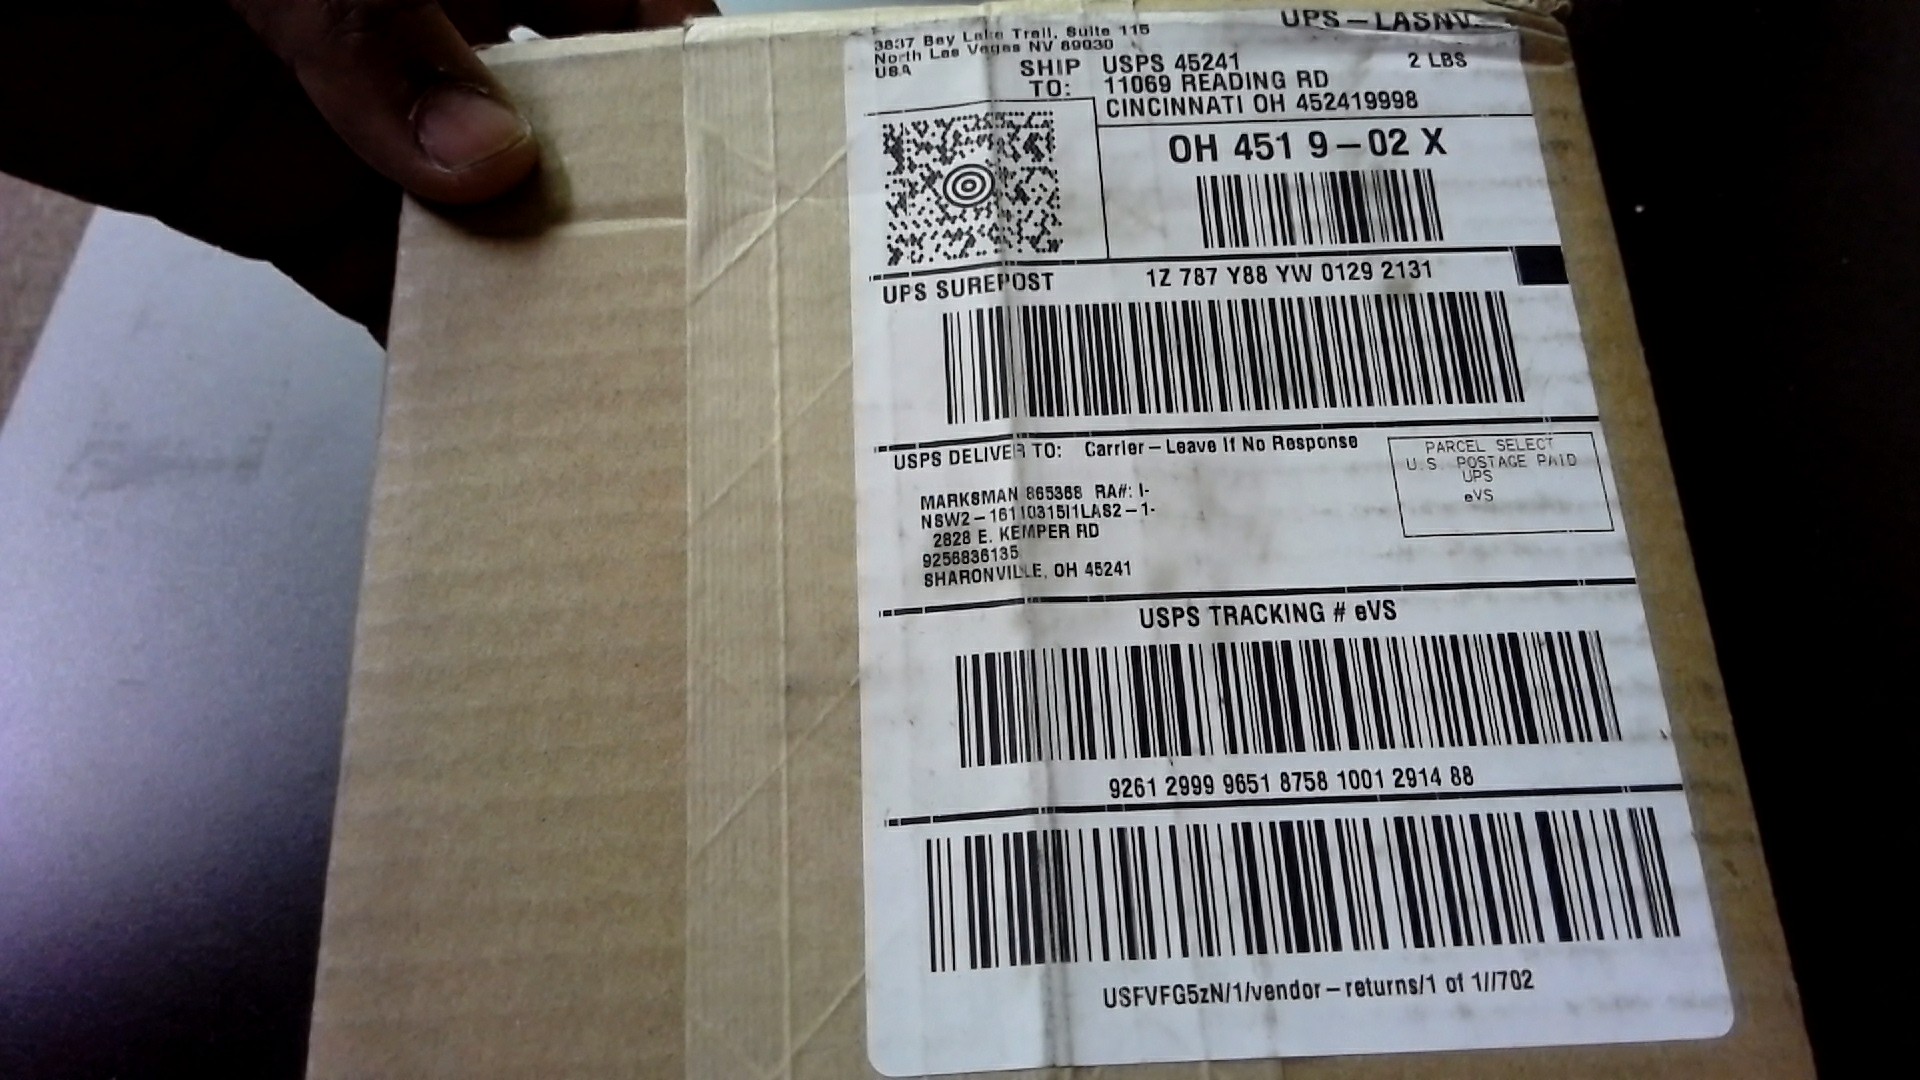 UPS-LASNV
3837 Bay Lake Trail, Suite 115
North Las Vegas NV 89030
USA
2 LBS
SHIP TO:
USPS 45241
11069 READING RD
CINCINNATI OH 452419998
OH 451 9-02 X
UPS SUREPOST
1Z 787 Y88 YW 0129 2131
USPS DELIVER TO:
Carrier-Leave If No Response
PARCEL SELECT
U.S. POSTAGE PAID
UPS
eVS
MARKSMAN 865368 RA#: I-
NSW2-16110315I1LAS2-1-
2828 E. KEMPER RD
9256836135
SHARONVILLE, OH 45241
USPS TRACKING # eVS
9261 2999 9651 8758 1001 2914 88
USFVFG5zN/1/vendor-returns/1 of 1//702